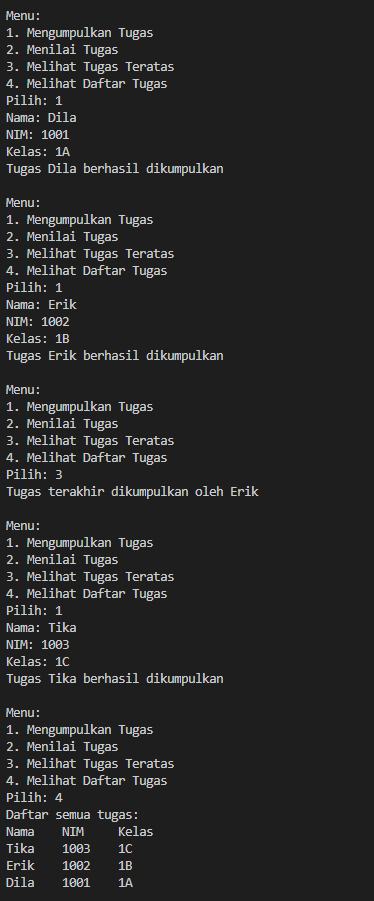 Menu:
1. Mengumpulkan Tugas
2. Menilai Tugas
3. Melihat Tugas Teratas
4. Melihat Daftar Tugas
Pilih: 1
Nama: Dila
NIM: 1001
Kelas: 1A
Tugas Dila berhasil dikumpulkan

Menu:
1. Mengumpulkan Tugas
2. Menilai Tugas
3. Melihat Tugas Teratas
4. Melihat Daftar Tugas
Pilih: 1
Nama: Erik
NIM: 1002
Kelas: 1B
Tugas Erik berhasil dikumpulkan

Menu:
1. Mengumpulkan Tugas
2. Menilai Tugas
3. Melihat Tugas Teratas
4. Melihat Daftar Tugas
Pilih: 3
Tugas terakhir dikumpulkan oleh Erik

Menu:
1. Mengumpulkan Tugas
2. Menilai Tugas
3. Melihat Tugas Teratas
4. Melihat Daftar Tugas
Pilih: 1
Nama: Tika
NIM: 1003
Kelas: 1C
Tugas Tika berhasil dikumpulkan

Menu:
1. Mengumpulkan Tugas
2. Menilai Tugas
3. Melihat Tugas Teratas
4. Melihat Daftar Tugas
Pilih: 4
Daftar semua tugas:
Nama    NIM     Kelas
Tika    1003    1C
Erik    1002    1B
Dila    1001    1A